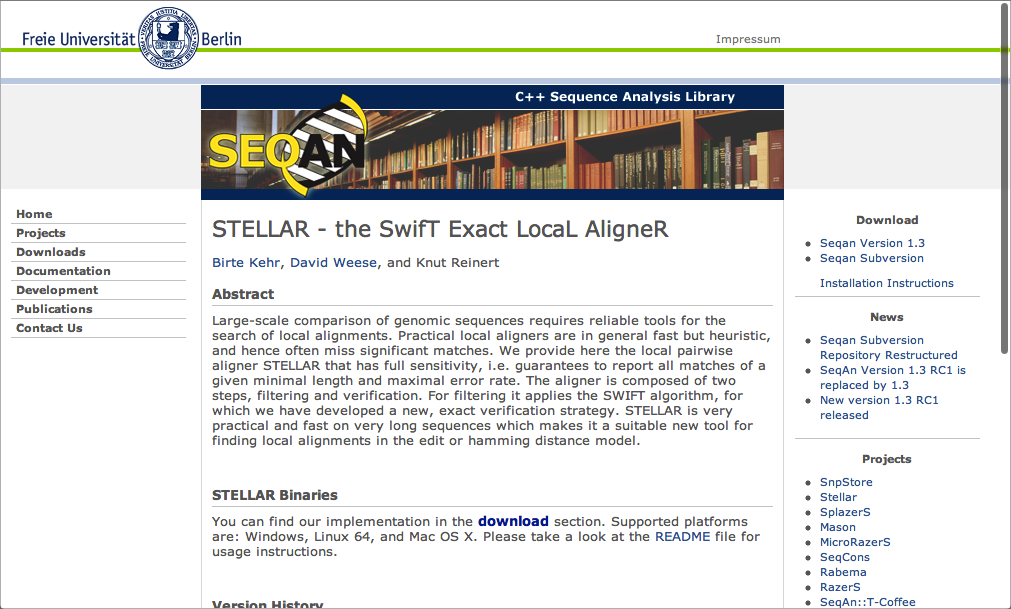 Freie Universität Berlin
Impressum
C++ Sequence Analysis Library
SEQAN
Home
Projects
Downloads
Documentation
Development
Publications
Contact Us
STELLAR - the SwifT Exact LocaL AligneR
Birte Kehr, David Weese, and Knut Reinert
Abstract
Large-scale comparison of genomic sequences requires reliable tools for the
search of local alignments. Practical local aligners are in general fast but heuristic,
and hence often miss significant matches. We provide here the local pairwise
aligner STELLAR that has full sensitivity, i.e. guarantees to report all matches of a
given minimal length and maximal error rate. The aligner is composed of two
steps, filtering and verification. For filtering it applies the SWIFT algorithm, for
which we have developed a new, exact verification strategy. STELLAR is very
practical and fast on very long sequences which makes it a suitable new tool for
finding local alignments in the edit or hamming distance model.
STELLAR Binaries
You can find our implementation in the download section. Supported platforms
are: Windows, Linux 64, and Mac OS X. Please take a look at the README file for
usage instructions.
Version History
Download
Seqan Version 1.3
Seqan Subversion
Installation Instructions
News
Seqan Subversion
Repository Restructured
SeqAn Version 1.3 RC1 is
replaced by 1.3
New version 1.3 RC1
released
Projects
SnpStore
Stellar
SplazerS
Mason
MicroRazerS
SeqCons
Rabema
RazerS
SeqAn::T-Coffee